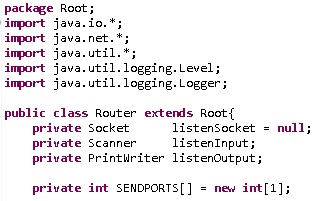 package Root;
import java.io.*;
import java.net.*;
import java.util.*;
import java.util.logging.Level;
import java.util.logging.Logger;

public class Router extends Root{
    private Socket      listenSocket = null;
    private Scanner     listenInput;
    private PrintWriter listenOutput;

    private int SENDPORTS[] = new int[1];